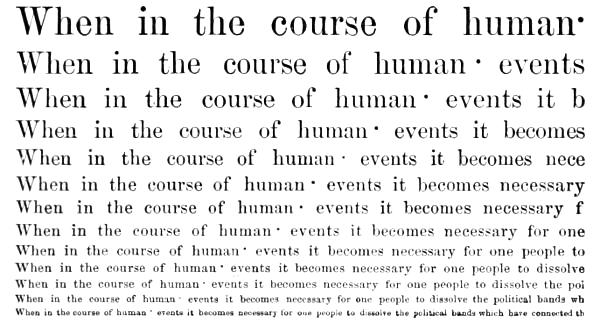 When in the course of human·
When in the course of human · events
When in the course of human · events it b
When in the course of human · events it becomes
When in the course of human · events it becomes nece
When in the course of human · events it becomes necessary
When in the course of human · events it becomes necessary f
When in the course of human · events it becomes necessary for one
When in the course of human · events it becomes necessary for one people to
When in the course of human · events it becomes necessary for one people to dissolve
When in the course of human · events it becomes necessary for one people to dissolve the poi
When in the course of human · events it becomes necessary for one people to dissolve the political bands wh
When in the course of human · events it becomes necessary for one people to dissolve the political bands which have connected th